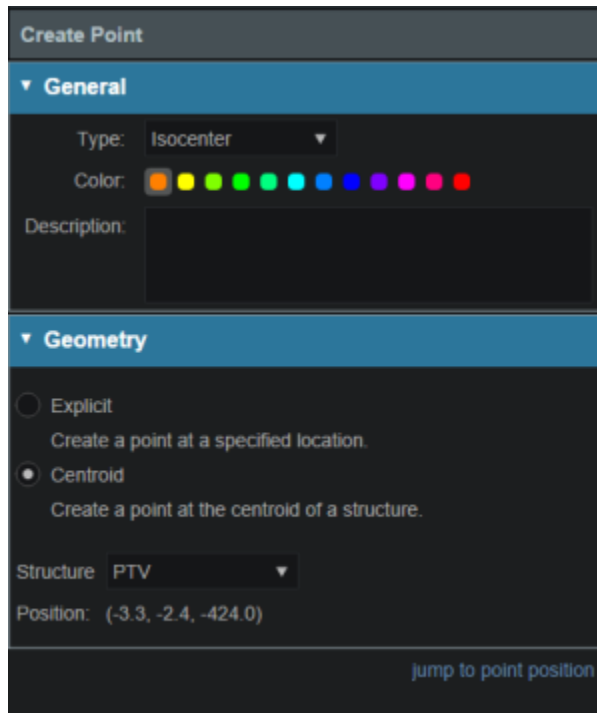 Create Point
General
Type: Isocenter
Color:
Description:
Geometry
Explicit
Create a point at a specified location.
Centroid
Create a point at the centroid of a structure.
Structure PTV
Position: (-3.3, -2.4, -424.0)
jump to point position